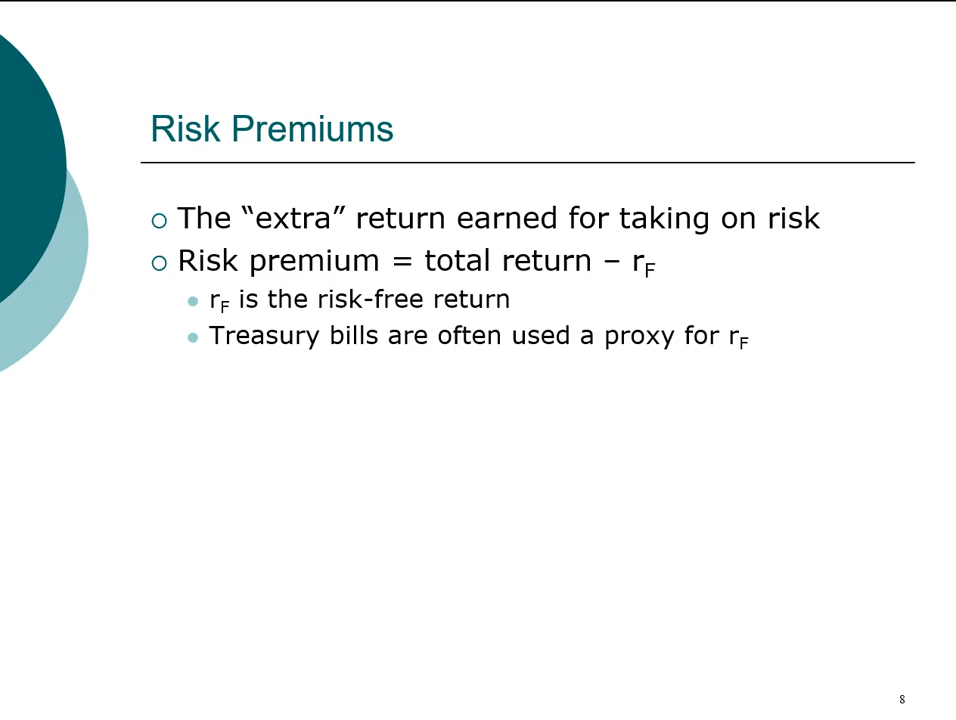 Risk Premiums
The “extra” return earned for taking on risk
Risk premium = total return – rF
rF is the risk-free return
Treasury bills are often used a proxy for rF
8